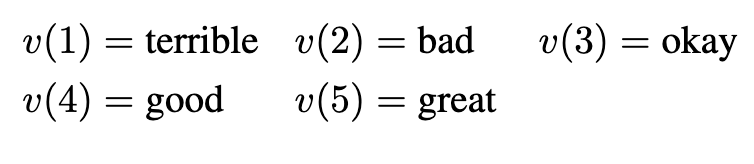 v(1) = terrible v(2) = bad v(3) = okay
v(4) = good v(5) = great